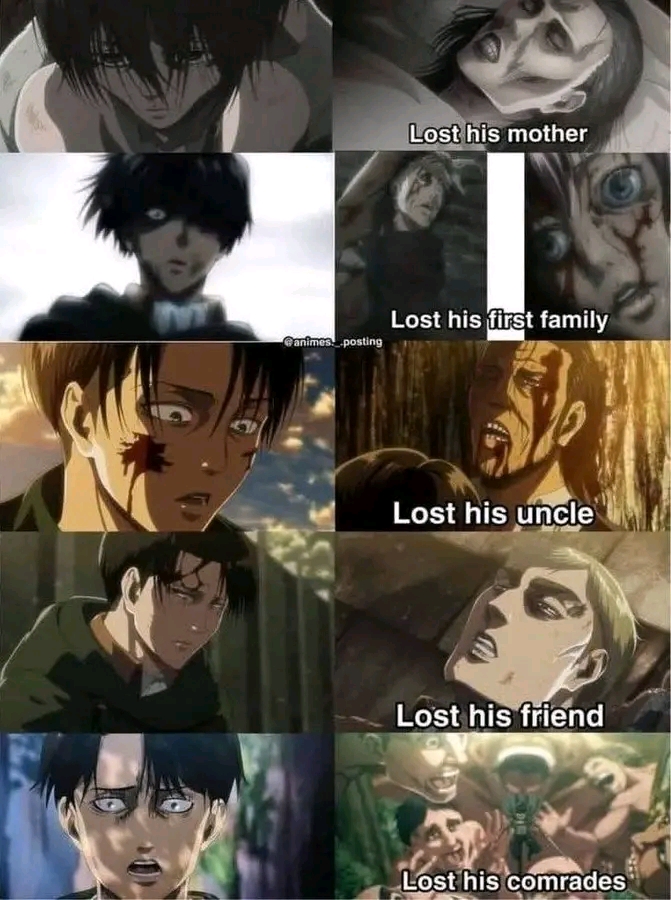 Lost his mother
Lost his first family
@animes._.posting
Lost his uncle
Lost his friend
Lost his comrades